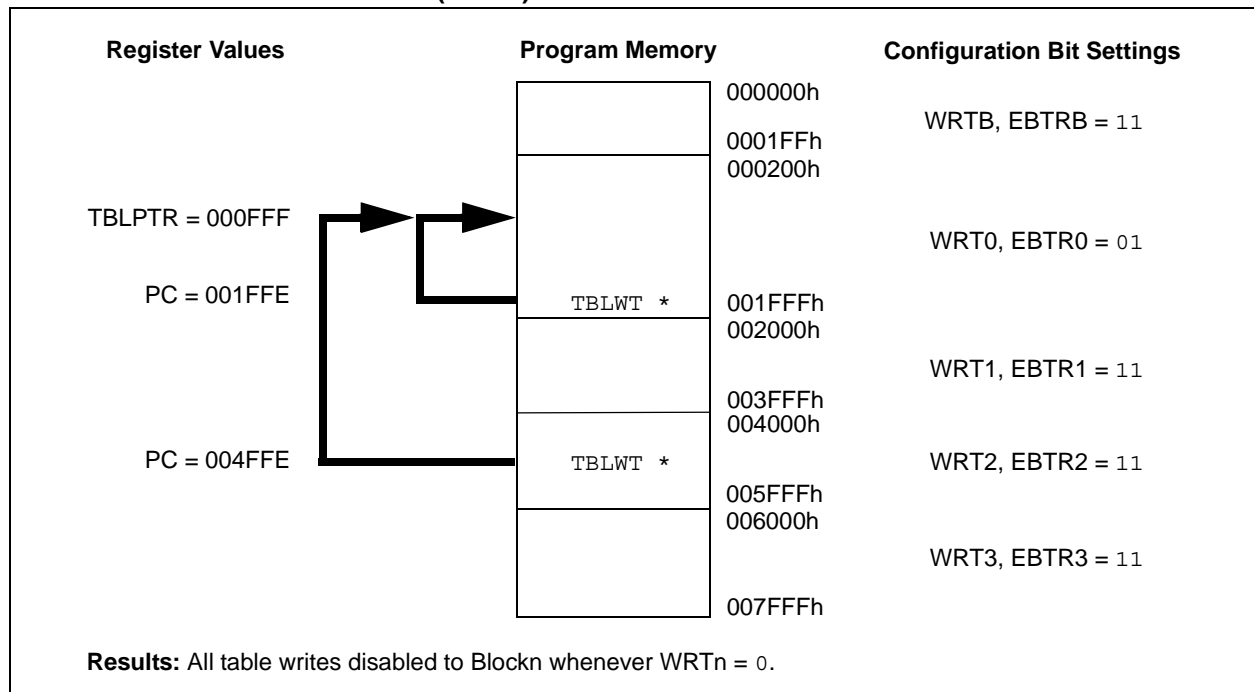 Register Values Program Memory Configuration Bit Settings
000000h
WRTB, EBTRB = 11
0001FFh
000200h
TBLPTR = 000FFF
WRT0, EBTR0 = 01
PC = 001FFE TBLWT * 001FFFh
002000h
WRT1, EBTR1 = 11
003FFFh
004000h
PC = 004FFE TBLWT * WRT2, EBTR2 = 11
005FFFh
006000h
WRT3, EBTR3 = 11
007FFFh
Results: All table writes disabled to Blockn whenever WRTn = 0.